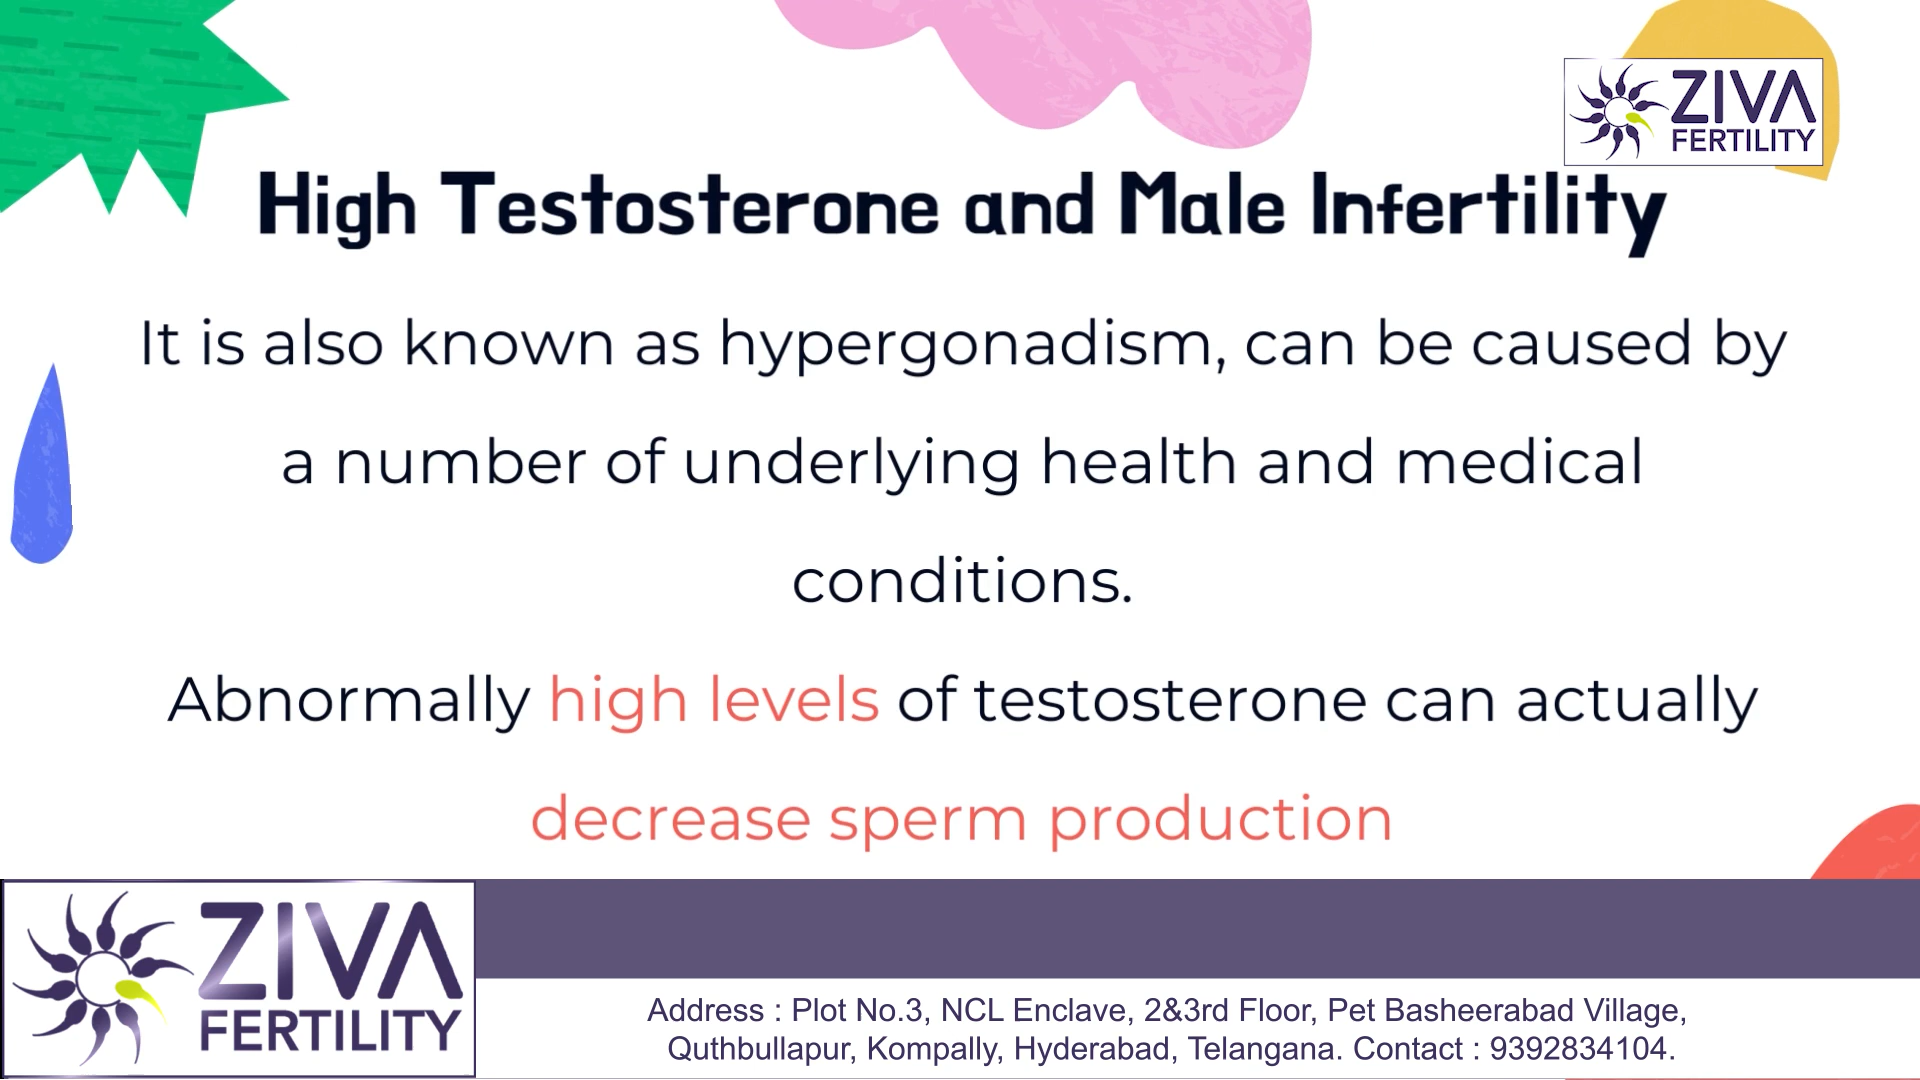 ZIVA
FERTILITY
High Testosterone and Male Infertility
It is also known as hypergonadism, can be caused by
a number of underlying health and medical
conditions.
Abnormally high levels of testosterone can actually
decrease sperm production
ZIVA
FERTILITY
Address : Plot No.3, NCL Enclave, 2&3rd Floor, Pet Basheerabad Village,
Quthbullapur, Kompally, Hyderabad, Telangana. Contact : 9392834104.